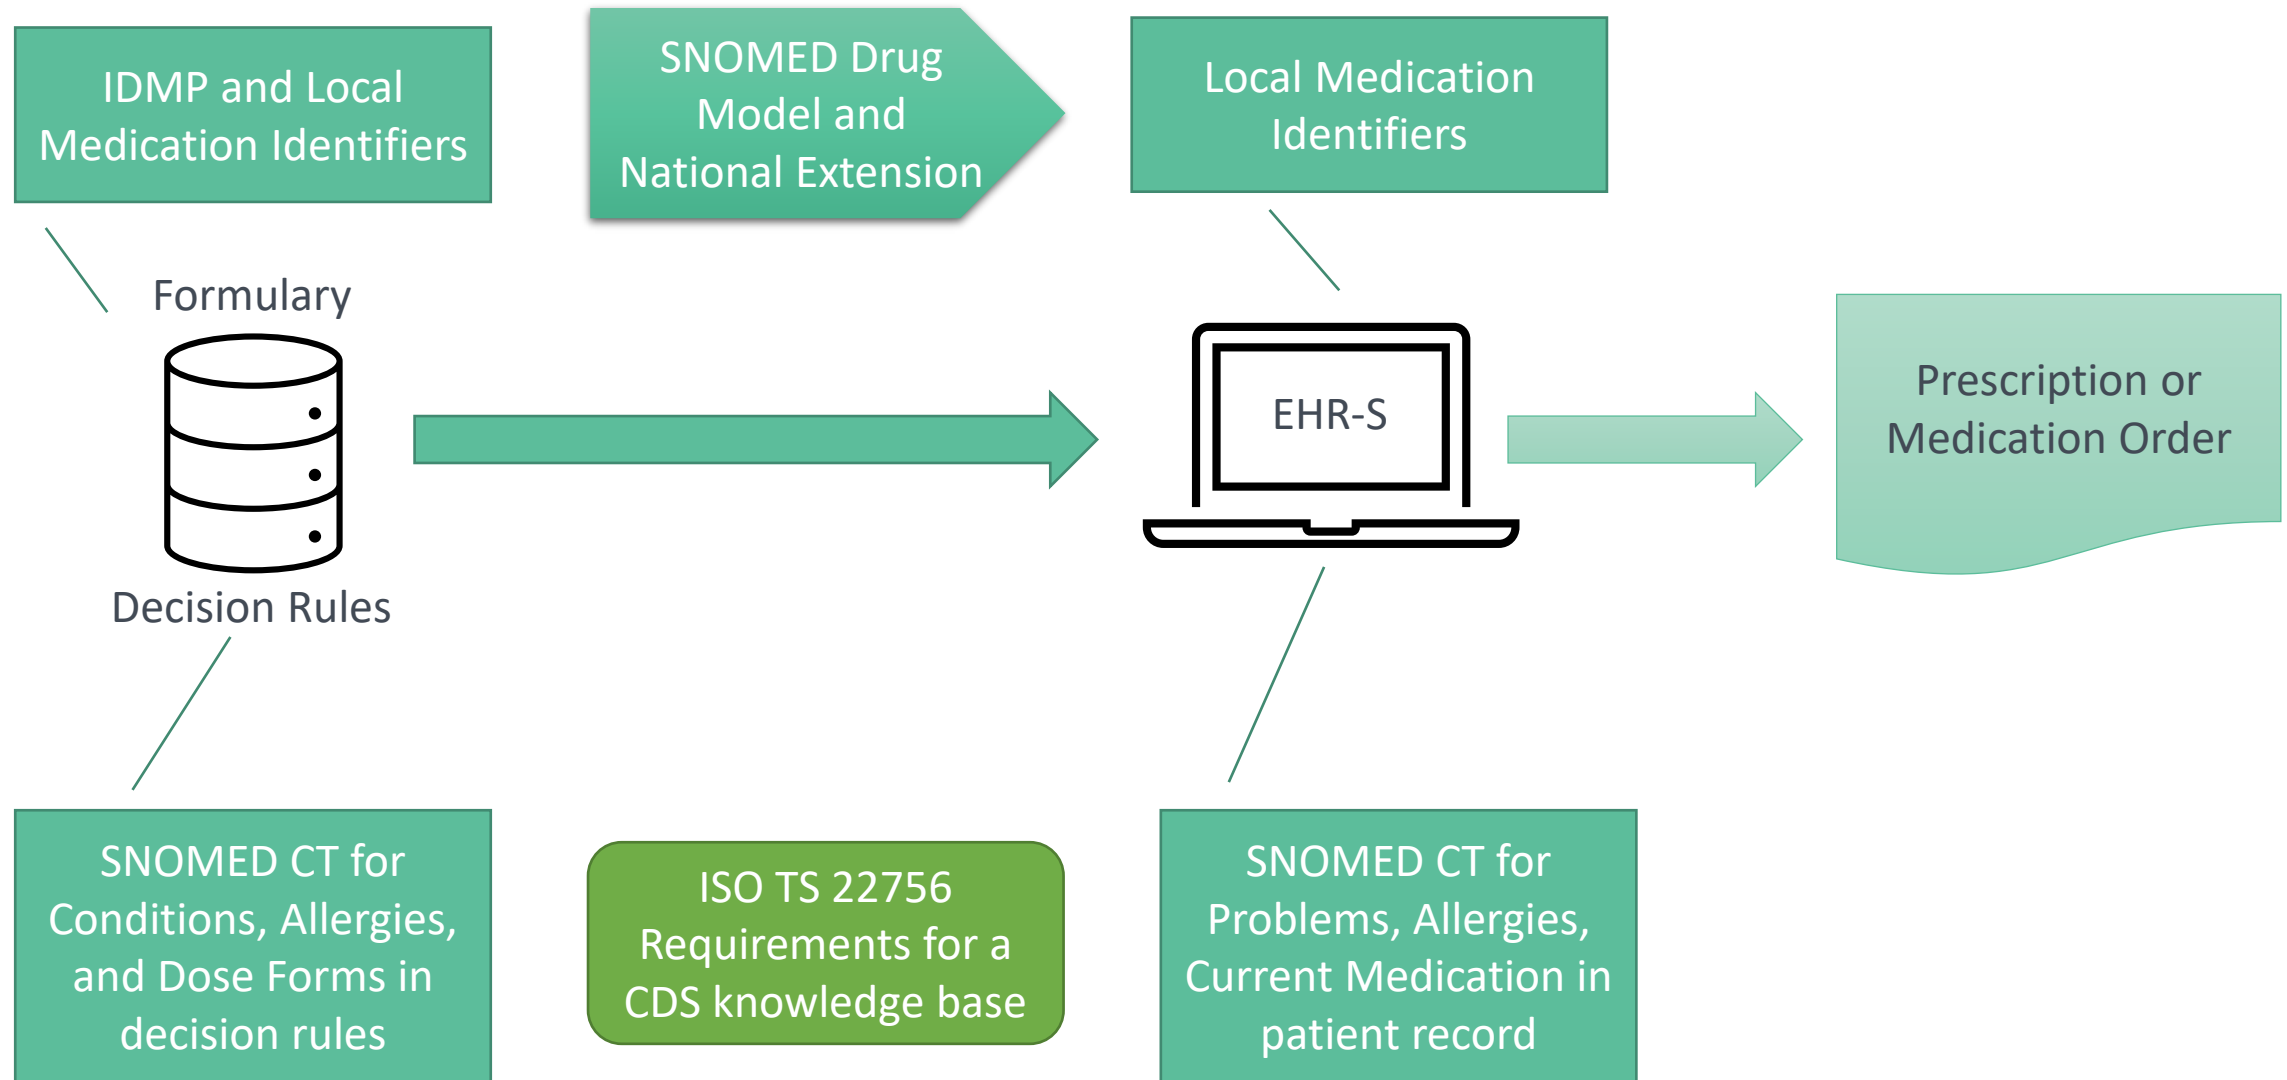 IDMP and Local
Medication Identifiers
SNOMED Drug
Model and
National Extension
Local Medication
Identifiers
Formulary
Decision Rules
EHR-S
Prescription or
Medication Order
SNOMED CT for
Conditions, Allergies,
and Dose Forms in
decision rules
ISO TS 22756
Requirements for a
CDS knowledge base
SNOMED CT for
Problems, Allergies,
Current Medication in
patient record